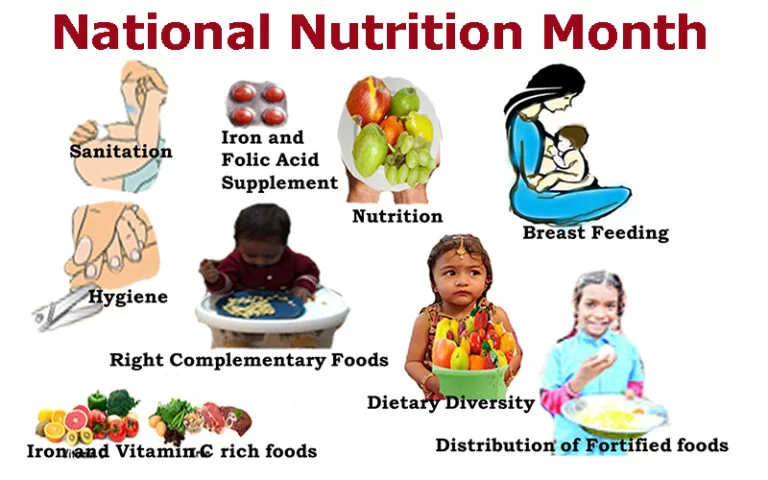 National Nutrition Month
Sanitation
Iron and
Folic Acid
Supplement
Nutrition
Breast Feeding
Hygiene
Right Complementary Foods
Dietary Diversity
Iron and Vitamin C rich foods
Distribution of Fortified foods